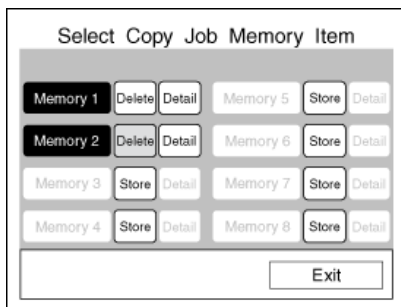 Select Copy Job Memory Item
Memory 1 Delete Detail Memory 5 Store Detail
Memory 2 Delete Detail Memory 6 Store Detail
Memory 3 Store Detail Memory 7 Store Detail
Memory 4 Store Detail Memory 8 Store Detail
Exit